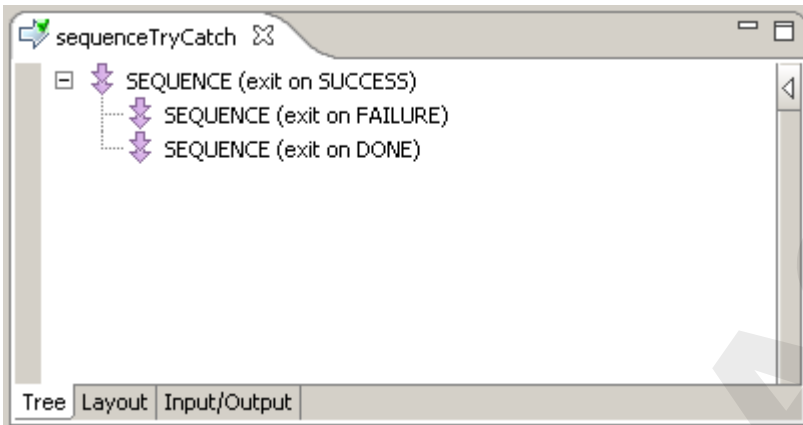 sequenceTryCatch
SEQUENCE (exit on SUCCESS)
SEQUENCE (exit on FAILURE)
SEQUENCE (exit on DONE)
Tree Layout Input/Output